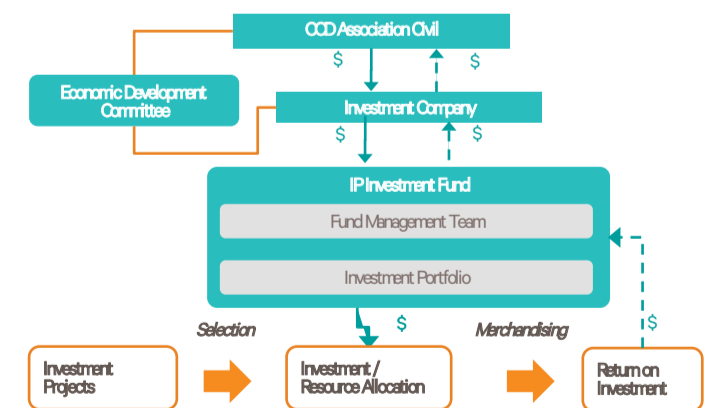 CCD Association Civil
$
$
Economic Development
Committee
Investment Company
$
$
IP Investment Fund
Fund Management Team
Investment Portfolio
$
$
Selection
Merchandising
Investment
Projects
Investment /
Resource Allocation
Return on
Investment